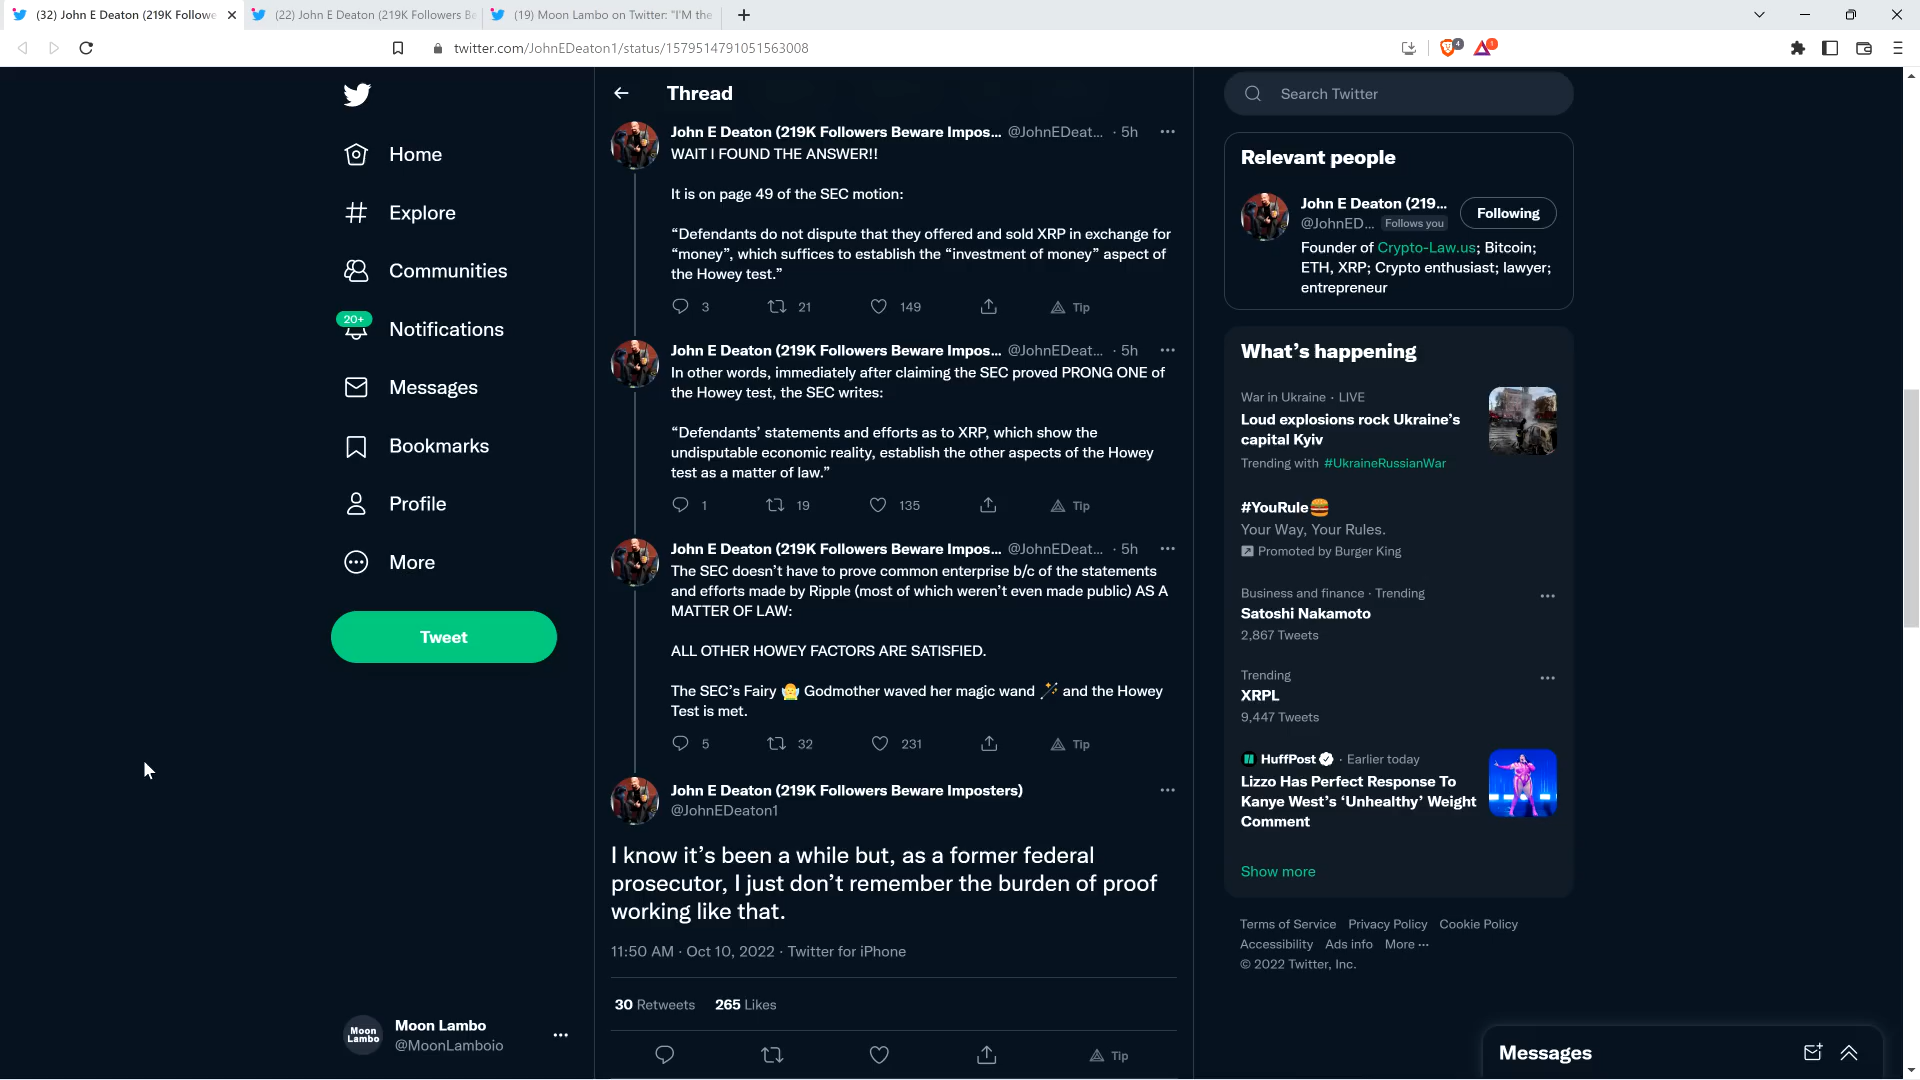 (32) John E Deaton (219K Followe
(22) John E Deaton (219K Followers Be
(19) Moon Lambo on Twitter: "I'M the
twitter.com/JohnEDeaton1/status/1579514791051563008
4
1
Home
Explore
Communities
20+
Notifications
Messages
Bookmarks
Profile
More
Tweet
Moon
Lambo
Moon Lambo
@MoonLamboio
Thread
John E Deaton (219K Followers Beware Impos... @JohnEDeat... · 5h
WAIT I FOUND THE ANSWER!!
It is on page 49 of the SEC motion:
“Defendants do not dispute that they offered and sold XRP in exchange for
“money”, which suffices to establish the “investment of money” aspect of
the Howey test.”
3 21 149 Tip
John E Deaton (219K Followers Beware Impos... @JohnEDeat... · 5h
In other words, immediately after claiming the SEC proved PRONG ONE of
the Howey test, the SEC writes:
“Defendants’ statements and efforts as to XRP, which show the
undisputable economic reality, establish the other aspects of the Howey
test as a matter of law.”
1 19 135 Tip
John E Deaton (219K Followers Beware Impos... @JohnEDeat... · 5h
The SEC doesn’t have to prove common enterprise b/c of the statements
and efforts made by Ripple (most of which weren’t even made public) AS A
MATTER OF LAW:
ALL OTHER HOWEY FACTORS ARE SATISFIED.
The SEC’s Fairy Godmother waved her magic wand and the Howey
Test is met.
5 32 231 Tip
John E Deaton (219K Followers Beware Imposters)
@JohnEDeaton1
I know it’s been a while but, as a former federal
prosecutor, I just don’t remember the burden of proof
working like that.
11:50 AM · Oct 10, 2022 · Twitter for iPhone
30 Retweets 265 Likes
Tip
Search Twitter
Relevant people
John E Deaton (219...
@JohnED... Follows you
Following
Founder of Crypto-Law.us; Bitcoin;
ETH, XRP; Crypto enthusiast; lawyer;
entrepreneur
What’s happening
War in Ukraine · LIVE
Loud explosions rock Ukraine’s
capital Kyiv
Trending with #UkraineRussianWar
#YouRule
Your Way, Your Rules.
Promoted by Burger King
Business and finance · Trending
Satoshi Nakamoto
2,867 Tweets
Trending
XRPL
9,447 Tweets
HuffPost · Earlier today
Lizzo Has Perfect Response To
Kanye West’s ‘Unhealthy’ Weight
Comment
Show more
Terms of Service Privacy Policy Cookie Policy
Accessibility Ads info More ···
© 2022 Twitter, Inc.
Messages